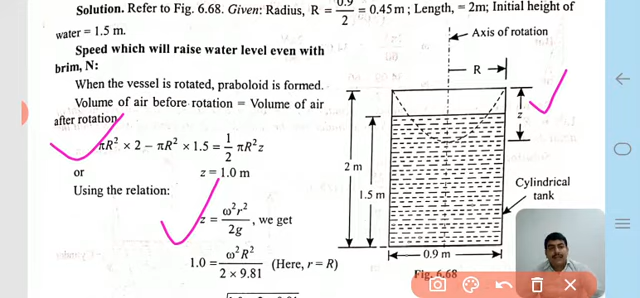 Solution. Refer to Fig. 6.68. Given: Radius, R = 0.9/2 = 0.45 m ; Length, = 2m; Initial height of
water = 1.5 m.
Speed which will raise water level even with
brim, N:
When the vessel is rotated, praboloid is formed.
Volume of air before rotation = Volume of air
after rotation
πR² × 2 – πR² × 1.5 = 1/2 πR²z
or z = 1.0 m
Using the relation:
z = ω²r²/2g, we get
1.0 = ω²R²/2 × 9.81 (Here, r = R)
Axis of rotation
R
z
2 m
1.5 m
Cylindrical
tank
0.9 m
Fig. 6.68